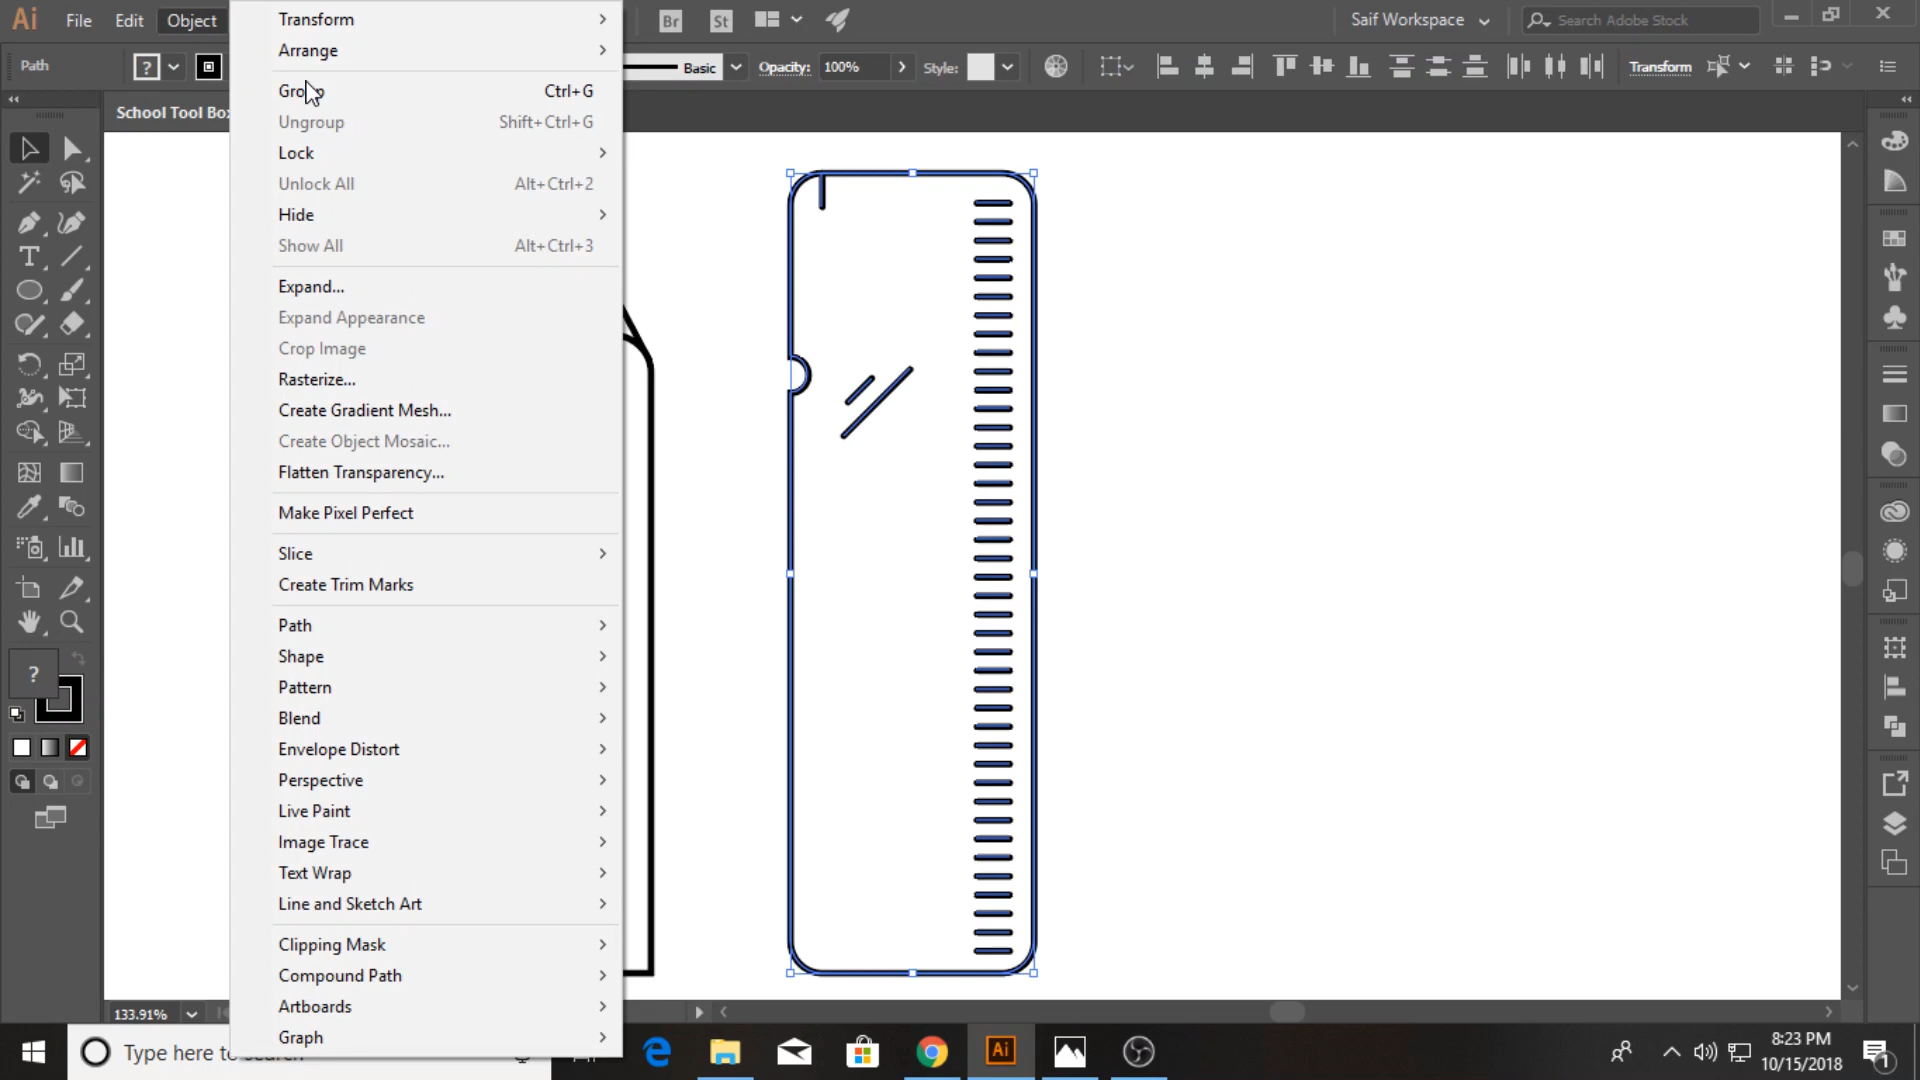 Ai File Edit Object Br St Saif Workspace Search Adobe Stock
Path ? Basic Opacity: 100% Style: Transform
School Tool Box
Transform
Arrange
Group Ctrl+G
Ungroup Shift+Ctrl+G
Lock
Unlock All Alt+Ctrl+2
Hide
Show All Alt+Ctrl+3
Expand...
Expand Appearance
Crop Image
Rasterize...
Create Gradient Mesh...
Create Object Mosaic...
Flatten Transparency...
Make Pixel Perfect
Slice
Create Trim Marks
Path
Shape
Pattern
Blend
Envelope Distort
Perspective
Live Paint
Image Trace
Text Wrap
Line and Sketch Art
Clipping Mask
Compound Path
Artboards
Graph
T
?
133.91%
Type here to search Ai 8:23 PM
10/15/2018 1